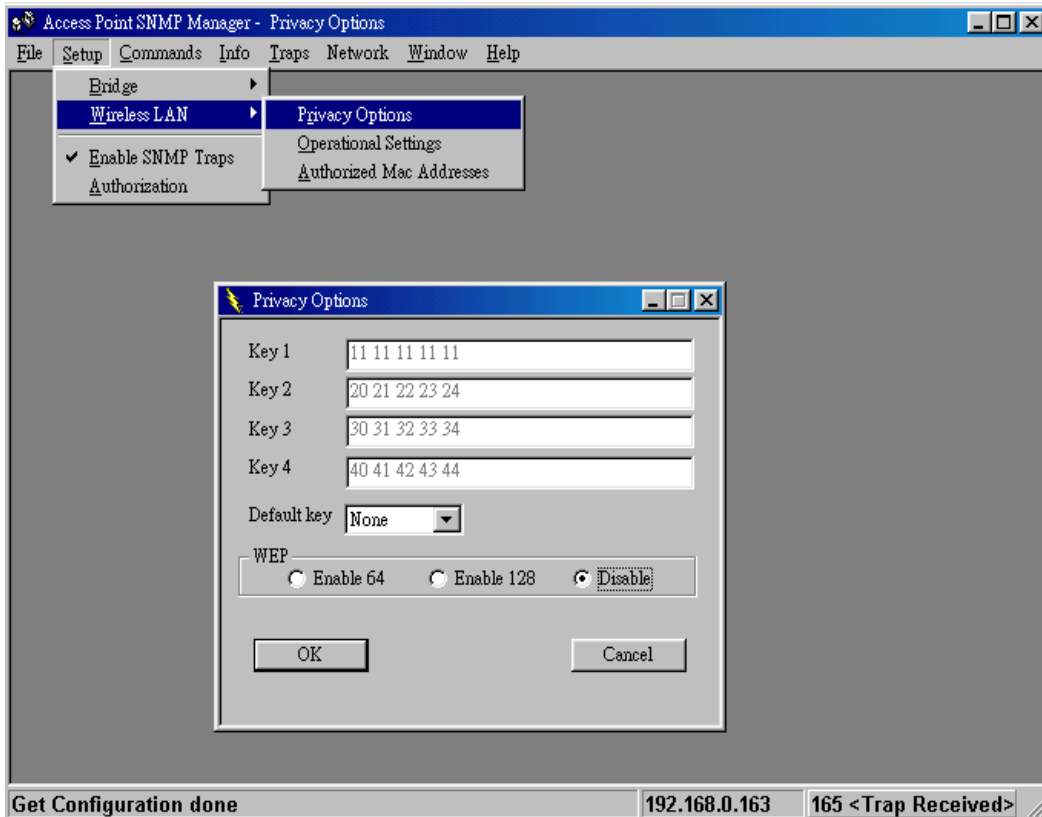 Access Point SNMP Manager - Privacy Options
File Setup Commands Info Traps Network Window Help
Bridge
Wireless LAN
Enable SNMP Traps
Authorization
Privacy Options
Operational Settings
Authorized Mac Addresses
Privacy Options
Key 1 11 11 11 11 11
Key 2 20 21 22 23 24
Key 3 30 31 32 33 34
Key 4 40 41 42 43 44
Default key None
WEP
Enable 64 Enable 128 Disable
OK Cancel
Get Configuration done 192.168.0.163 165 <Trap Received>